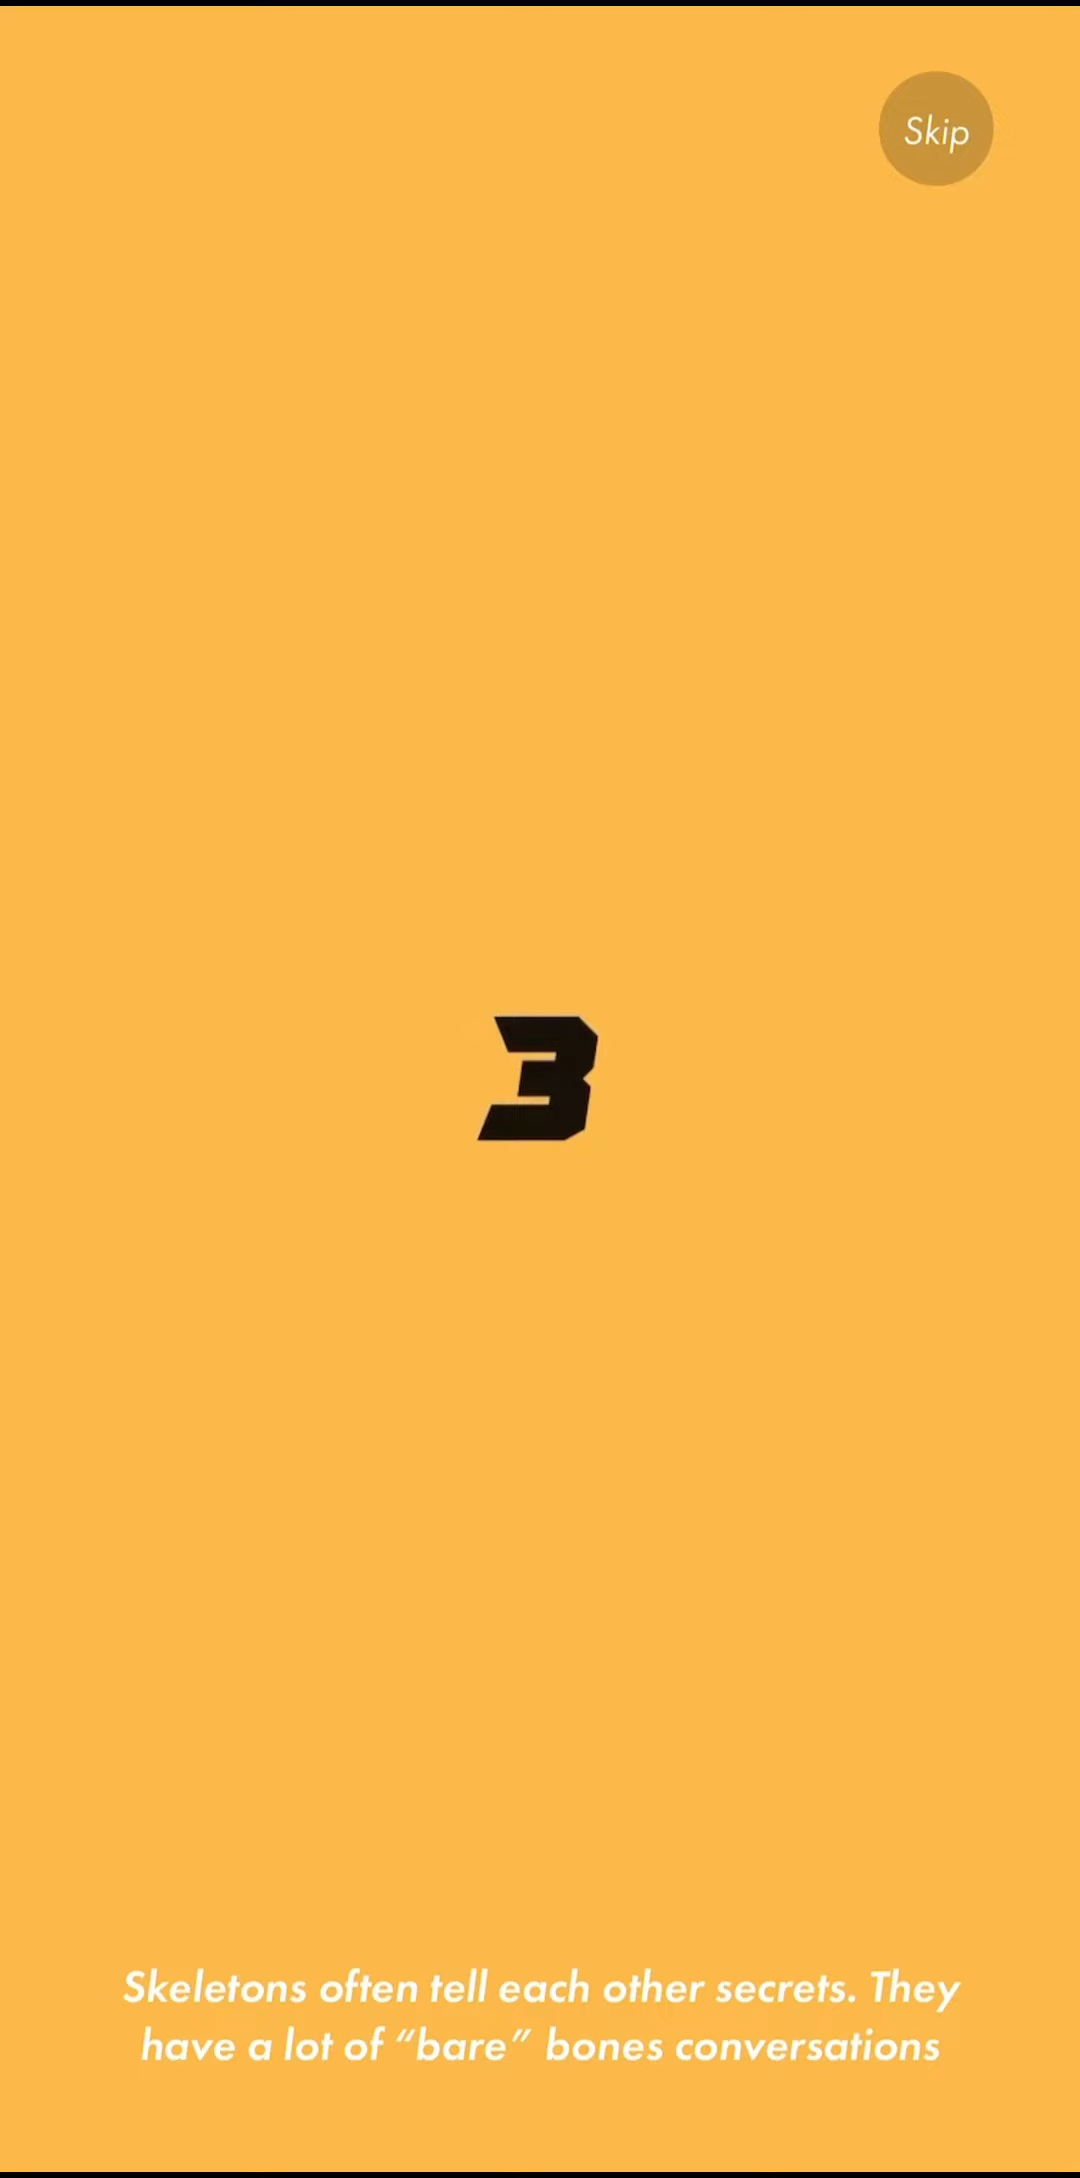 Skip
3
Skeletons often tell each other secrets. They
have a lot of “bare” bones conversations